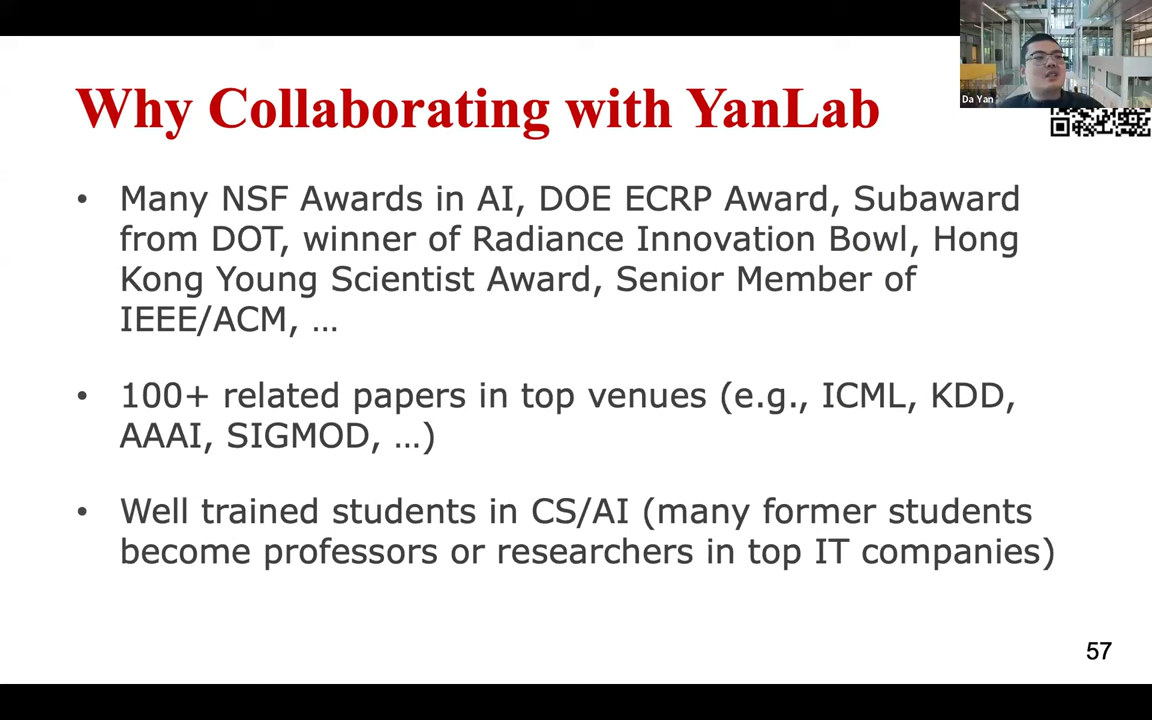 Da Yan
Why Collaborating with YanLab
• Many NSF Awards in AI, DOE ECRP Award, Subaward
from DOT, winner of Radiance Innovation Bowl, Hong
Kong Young Scientist Award, Senior Member of
IEEE/ACM, …
• 100+ related papers in top venues (e.g., ICML, KDD,
AAAI, SIGMOD, …)
• Well trained students in CS/AI (many former students
become professors or researchers in top IT companies)
57